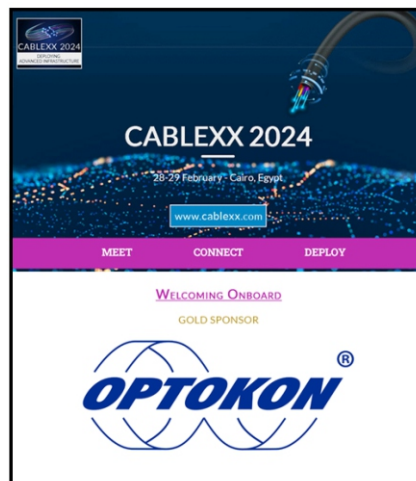 CABLEXX 2024
DEPLOYING
ADVANCED INFRASTRUCTURE
CABLEXX 2024
28-29 February - Cairo, Egypt
www.cablexx.com
MEET CONNECT DEPLOY
WELCOMING ONBOARD
GOLD SPONSOR
OPTOKON®